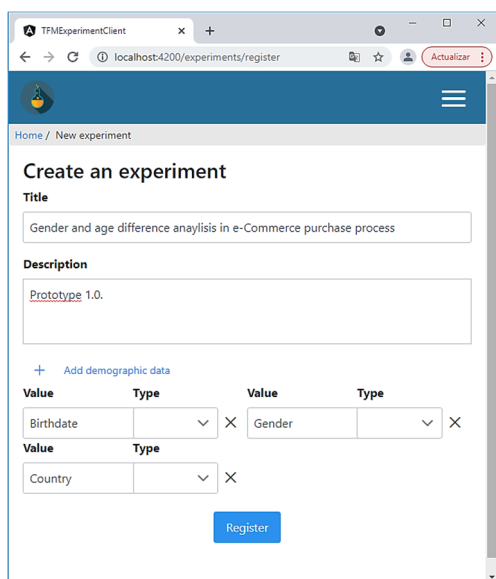 TFMExperimentClient
localhost:4200/experiments/register
Actualizar
Home / New experiment
Create an experiment
Title
Gender and age difference anaylisis in e-Commerce purchase process
Description
Prototype 1.0.
Add demographic data
Value Type Value Type
Birthdate Gender
Value Type
Country
Register